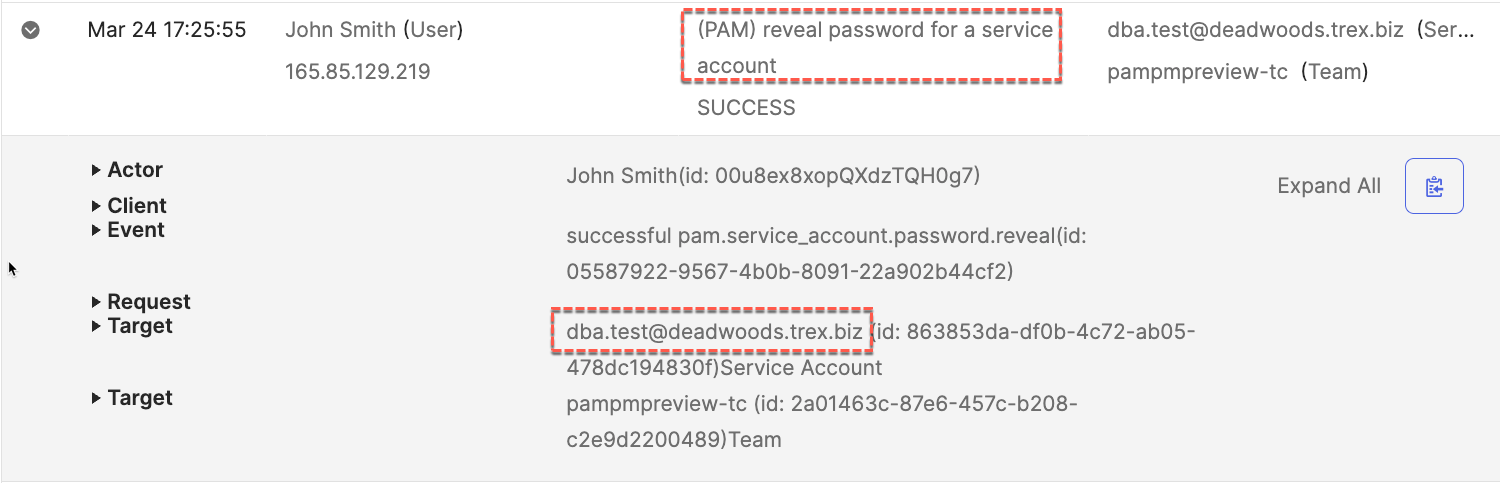 Mar 24 17:25:55 John Smith (User) (PAM) reveal password for a service dba.test@deadwoods.trex.biz (Ser...
165.85.129.219 account pampmpreview-tc (Team)
SUCCESS
Actor John Smith(id: 00u8ex8xopQXdzTQH0g7) Expand All
Client
Event successful pam.service_account.password.reveal(id:
05587922-9567-4b0b-8091-22a902b44cf2)
Request
Target dba.test@deadwoods.trex.biz (id: 863853da-df0b-4c72-ab05-
478dc194830f)Service Account
Target pampmpreview-tc (id: 2a01463c-87e6-457c-b208-
c2e9d2200489)Team